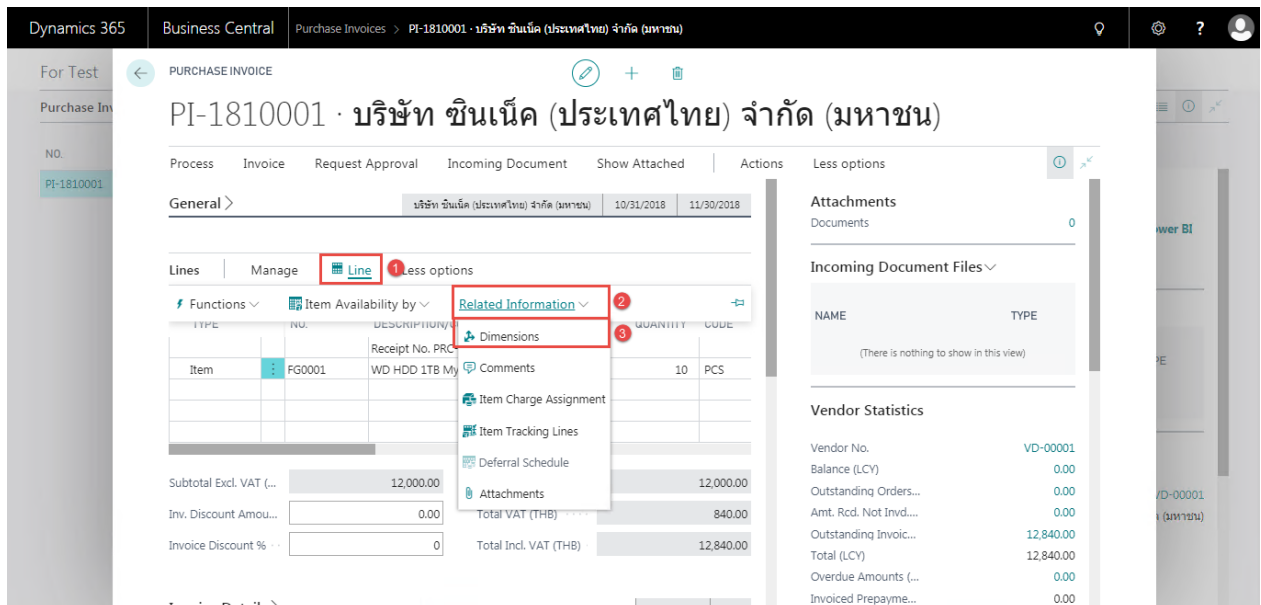 Dynamics 365 Business Central Purchase Invoices > PI-1810001 · บริษัท ซินเน็ค (ประเทศไทย) จำกัด (มหาชน) ?
For Test
PURCHASE INVOICE
Purchase Inv
PI-1810001 · บริษัท ซินเน็ค (ประเทศไทย) จำกัด (มหาชน)
NO.
PI-1810001
Process Invoice Request Approval Incoming Document Show Attached Actions Less options
General > บริษัท ซินเน็ค (ประเทศไทย) จำกัด (มหาชน) 10/31/2018 11/30/2018
Attachments
Documents 0
ower BI
Lines Manage Line 1 Less options
Incoming Document Files
Functions Item Availability by Related Information 2
NAME TYPE
TYPE NO. DESCRIPTION/ QUANTITY CODE
Dimensions 3
Receipt No. PRC-
(There is nothing to show in this view)
PE
Item FG0001 WD HDD 1TB My 10 PCS
Comments
Item Charge Assignment
Item Tracking Lines
Deferral Schedule
Attachments
Vendor Statistics
Vendor No. VD-00001
Balance (LCY) 0.00
Outstanding Orders... 0.00
Amt. Rcd. Not Invd.... 0.00
Outstanding Invoic... 12,840.00
Total (LCY) 12,840.00
Overdue Amounts (... 0.00
Invoiced Prepayme... 0.00
VD-00001
(มหาชน)
Subtotal Excl. VAT (... 12,000.00 12,000.00
Inv. Discount Amou... 0.00 Total VAT (THB) 840.00
Invoice Discount % 0 Total Incl. VAT (THB) 12,840.00